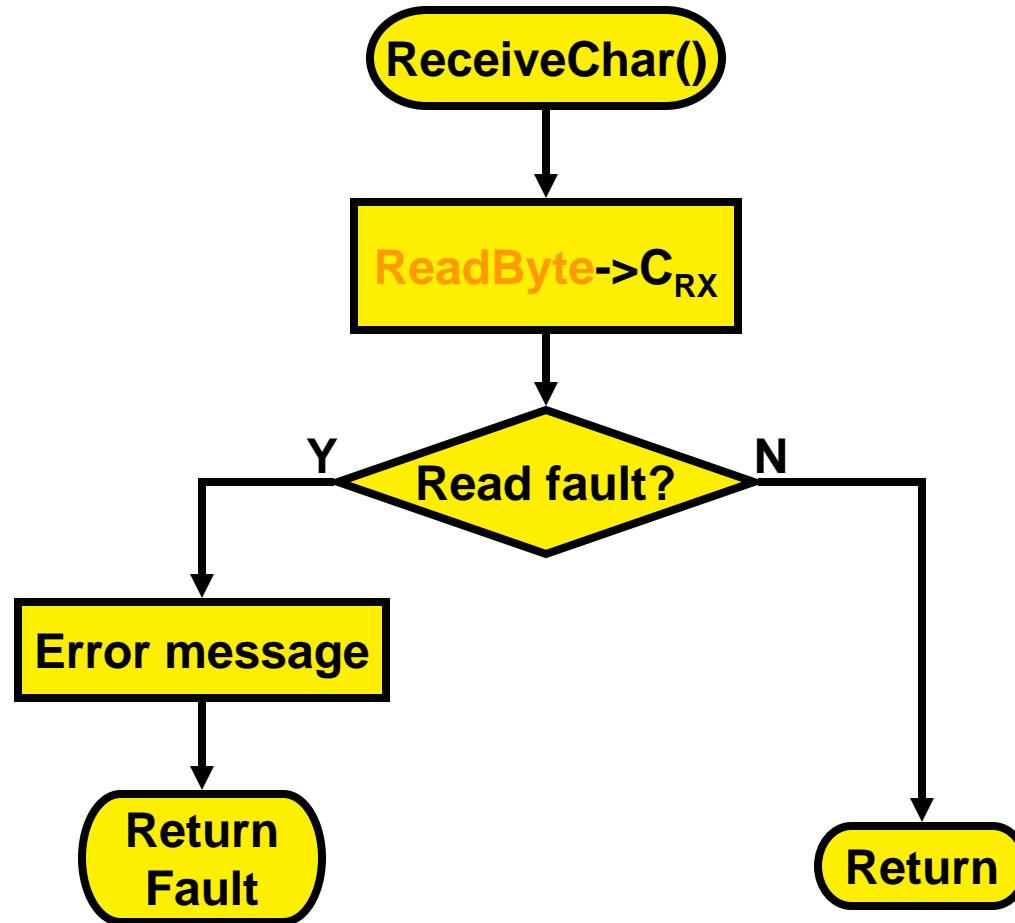 ReceiveChar()
ReadByte->CRX
Y
N
Read fault?
Error message
Return
Fault
Return